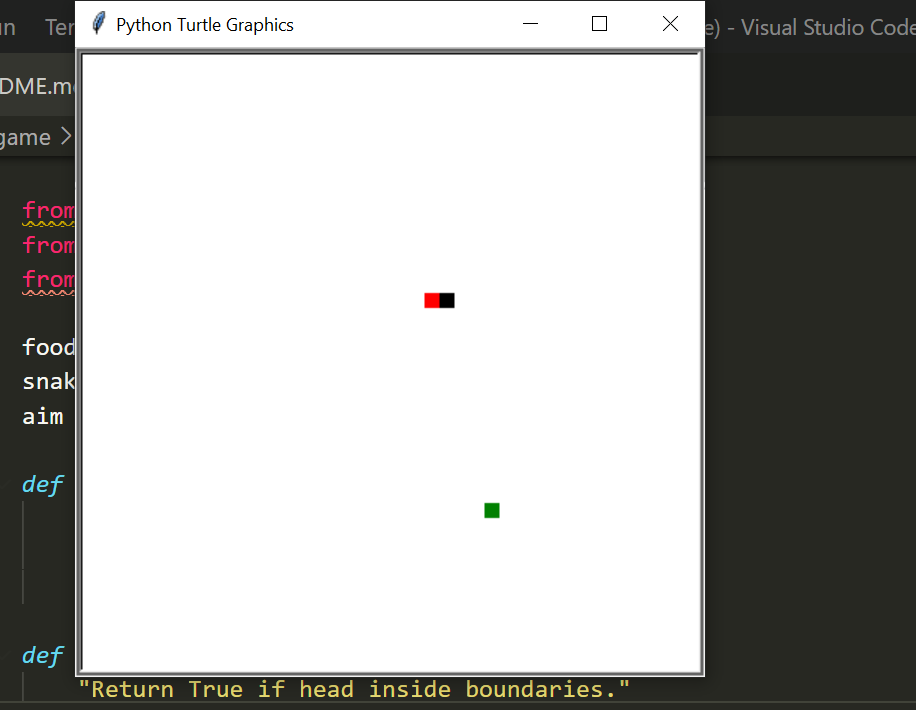 Python Turtle Graphics
un Ter e) - Visual Studio Code
DME.m
game >
from
from
from
food
snak
aim
def
def
"Return True if head inside boundaries."